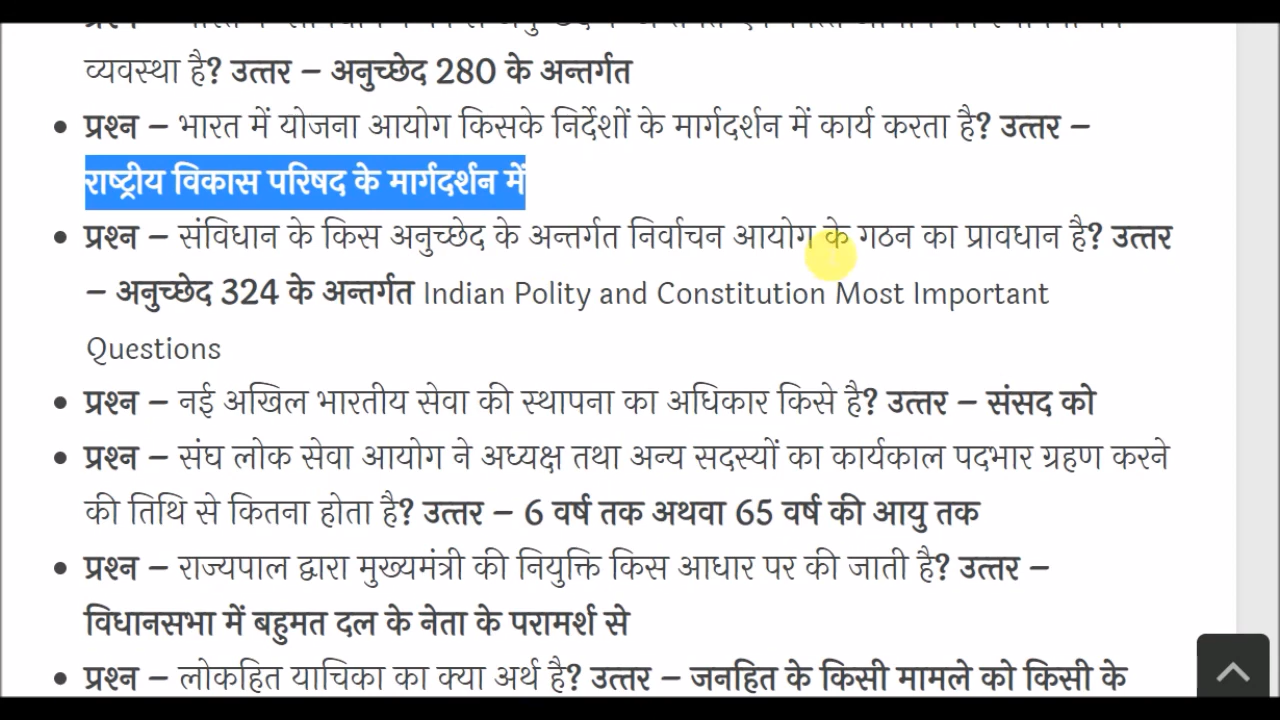 व्यवस्था है? उत्तर – अनुच्छेद 280 के अन्तर्गत
• प्रश्न – भारत में योजना आयोग किसके निर्देशों के मार्गदर्शन में कार्य करता है? उत्तर –
राष्ट्रीय विकास परिषद के मार्गदर्शन में
• प्रश्न – संविधान के किस अनुच्छेद के अन्तर्गत निर्वाचन आयोग के गठन का प्रावधान है? उत्तर
– अनुच्छेद 324 के अन्तर्गत Indian Polity and Constitution Most Important
Questions
• प्रश्न – नई अखिल भारतीय सेवा की स्थापना का अधिकार किसे है? उत्तर – संसद को
• प्रश्न – संघ लोक सेवा आयोग ने अध्यक्ष तथा अन्य सदस्यों का कार्यकाल पदभार ग्रहण करने
की तिथि से कितना होता है? उत्तर – 6 वर्ष तक अथवा 65 वर्ष की आयु तक
• प्रश्न – राज्यपाल द्वारा मुख्यमंत्री की नियुक्ति किस आधार पर की जाती है? उत्तर –
विधानसभा में बहुमत दल के नेता के परामर्श से
• प्रश्न – लोकहित याचिका का क्या अर्थ है? उत्तर – जनहित के किसी मामले को किसी के